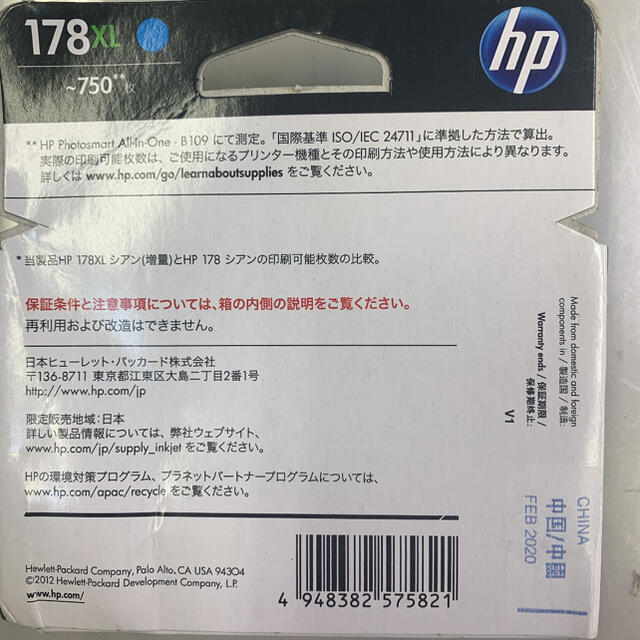 178XL
~750**枚
hp
** HP Photosmart All-in-One - B109 にて測定。「国際基準 ISO/IEC 24711」に準拠した方法で算出。
実際の印刷可能枚数は、ご使用になるプリンター機種とその印刷方法や使用方法により異なります。
詳しくは www.hp.com/go/learnaboutsupplies をご覧ください。
*当製品HP 178XL シアン(増量)とHP 178 シアンの印刷可能枚数の比較。
保証条件と注意事項については、箱の内側の説明をご覧ください。
再利用および改造はできません。
日本ヒューレット・パッカード株式会社
〒136-8711 東京都江東区大島二丁目2番1号
http://www.hp.com/jp
限定販売地域:日本
詳しい製品情報については、弊社ウェブサイト、
www.hp.com/jp/supply_inkjet をご覧ください。
HPの環境対策プログラム、プラネットパートナープログラムについては、
www.hp.com/apac/recycle をご覧ください。
Hewlett-Packard Company, Palo Alto, CA USA 94304
©2012 Hewlett-Packard Development Company, L.P.
www.hp.com/
4 948382 575821
Made from domestic and foreign
components in / 製造国 / 制造:
Warranty ends / 保証期限 /
保修期终止:
V1
CHINA
中国/中國
FEB 2020